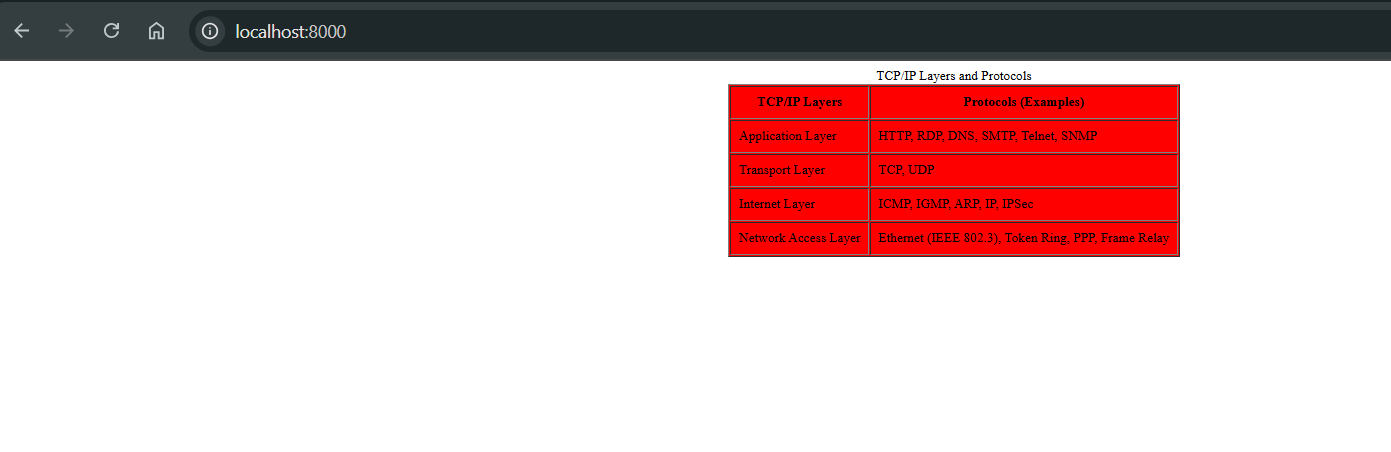 localhost:8000
TCP/IP Layers and Protocols
TCP/IP Layers Protocols (Examples)
Application Layer HTTP, RDP, DNS, SMTP, Telnet, SNMP
Transport Layer TCP, UDP
Internet Layer ICMP, IGMP, ARP, IP, IPSec
Network Access Layer Ethernet (IEEE 802.3), Token Ring, PPP, Frame Relay